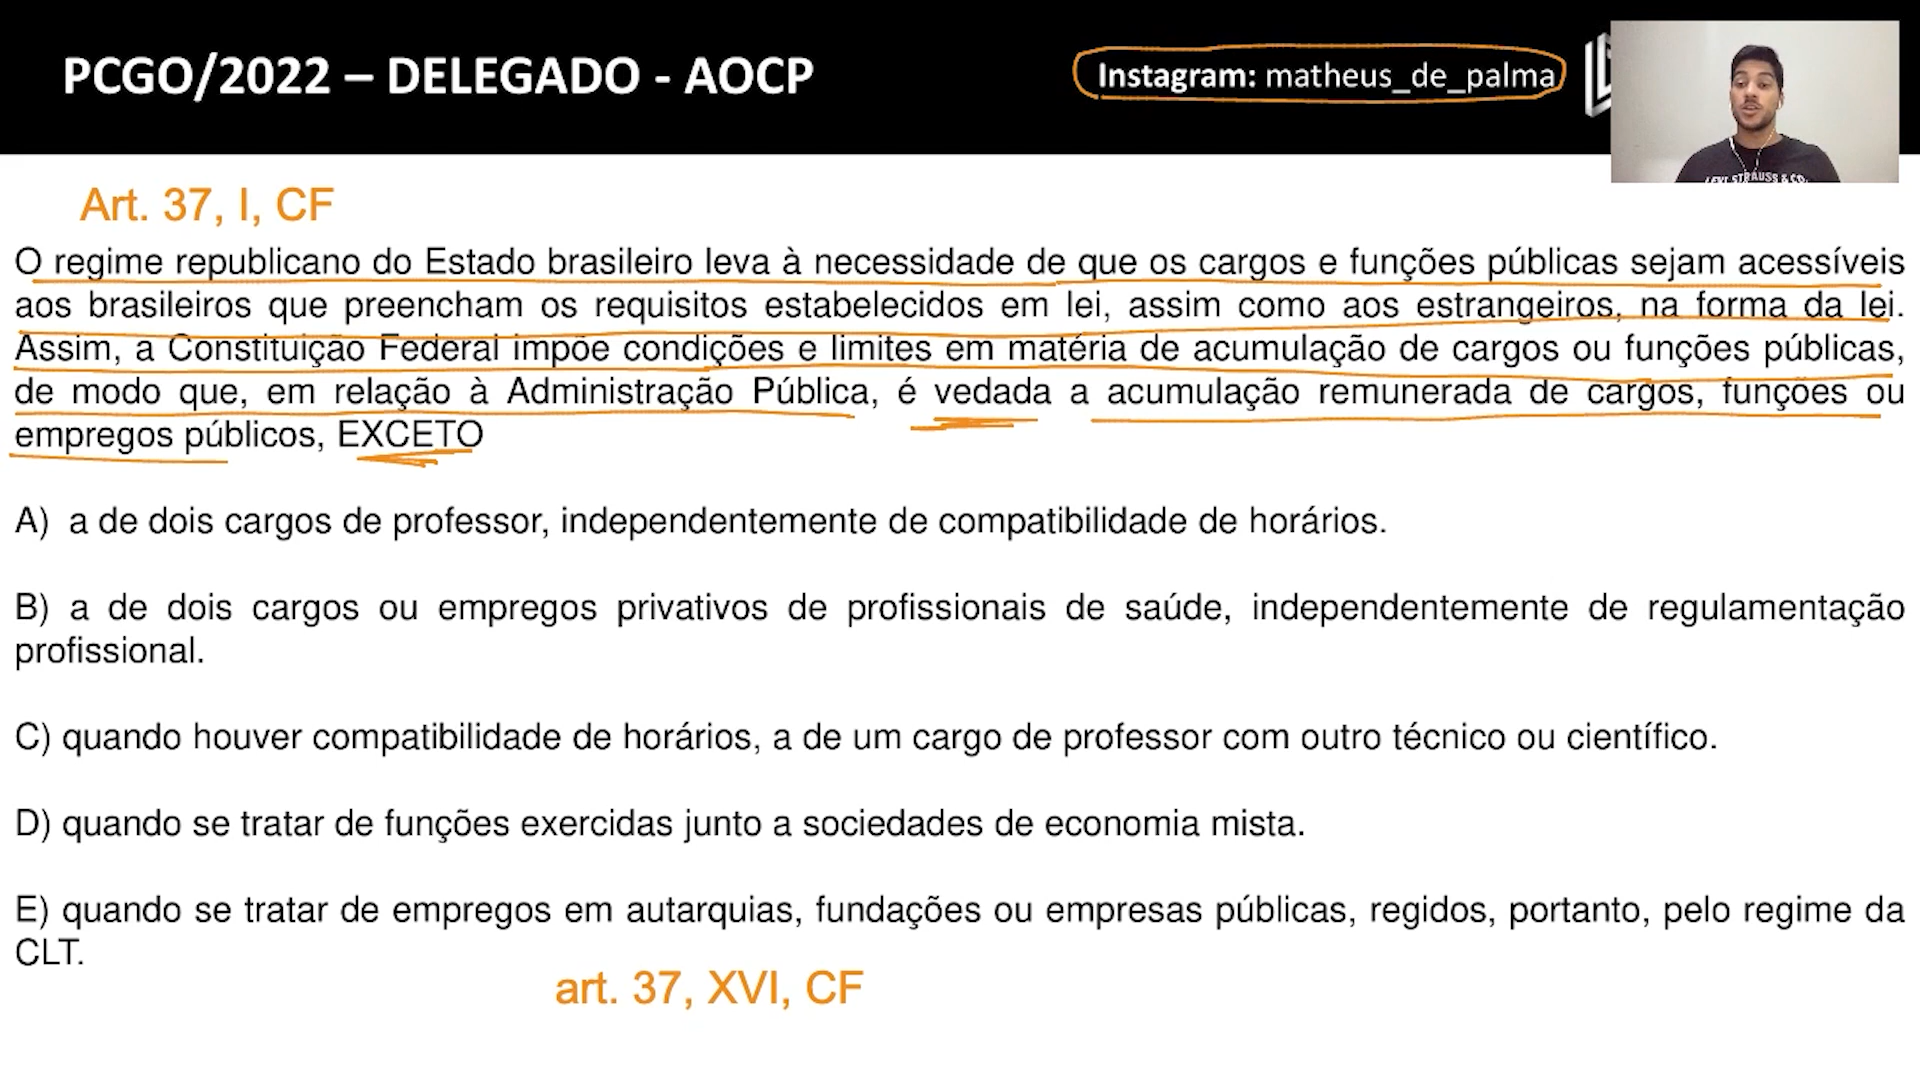 PCGO/2022 – DELEGADO - AOCP
Instagram: matheus_de_palma
LEVI STRAUSS & CO.
Art. 37, I, CF
O regime republicano do Estado brasileiro leva à necessidade de que os cargos e funções públicas sejam acessíveis
aos brasileiros que preencham os requisitos estabelecidos em lei, assim como aos estrangeiros, na forma da lei.
Assim, a Constituição Federal impõe condições e limites em matéria de acumulação de cargos ou funções públicas,
de modo que, em relação à Administração Pública, é vedada a acumulação remunerada de cargos, funções ou
empregos públicos, EXCETO
A) a de dois cargos de professor, independentemente de compatibilidade de horários.
B) a de dois cargos ou empregos privativos de profissionais de saúde, independentemente de regulamentação
profissional.
C) quando houver compatibilidade de horários, a de um cargo de professor com outro técnico ou científico.
D) quando se tratar de funções exercidas junto a sociedades de economia mista.
E) quando se tratar de empregos em autarquias, fundações ou empresas públicas, regidos, portanto, pelo regime da
CLT.
art. 37, XVI, CF